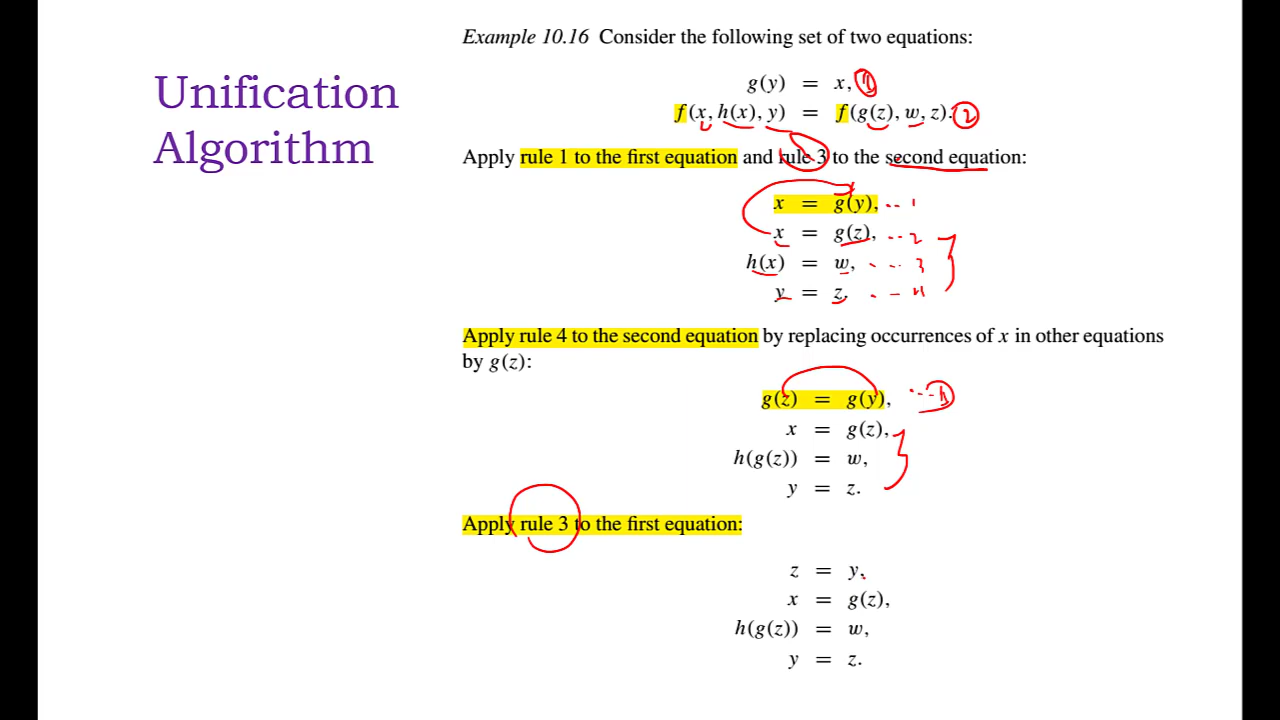 Unification
Algorithm
Example 10.16 Consider the following set of two equations:
g(y) = x, 1
f(x, h(x), y) = f(g(z), w, z). 2
Apply rule 1 to the first equation and rule 3 to the second equation:
x = g(y), .. 1
x = g(z), .. 2
h(x) = w, .... 3
y = z. .. 4
Apply rule 4 to the second equation by replacing occurrences of x in other equations
by g(z):
g(z) = g(y), ... 1
x = g(z),
h(g(z)) = w,
y = z.
Apply rule 3 to the first equation:
z = y,
x = g(z),
h(g(z)) = w,
y = z.